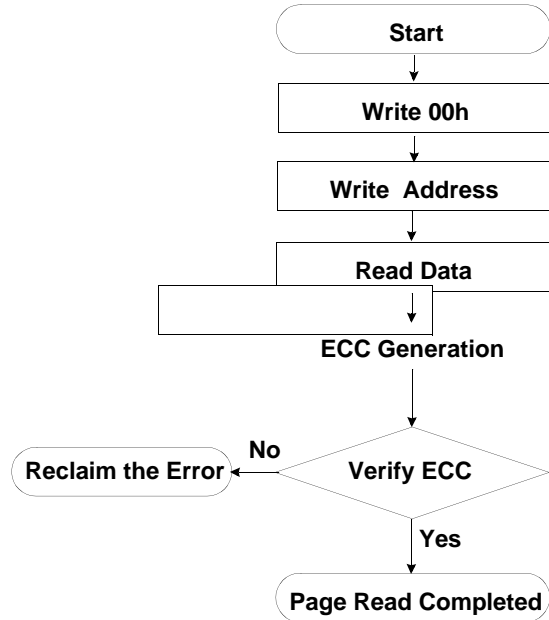 Start
Write 00h
Write Address
Read Data
ECC Generation
No
Reclaim the Error
Verify ECC
Yes
Page Read Completed